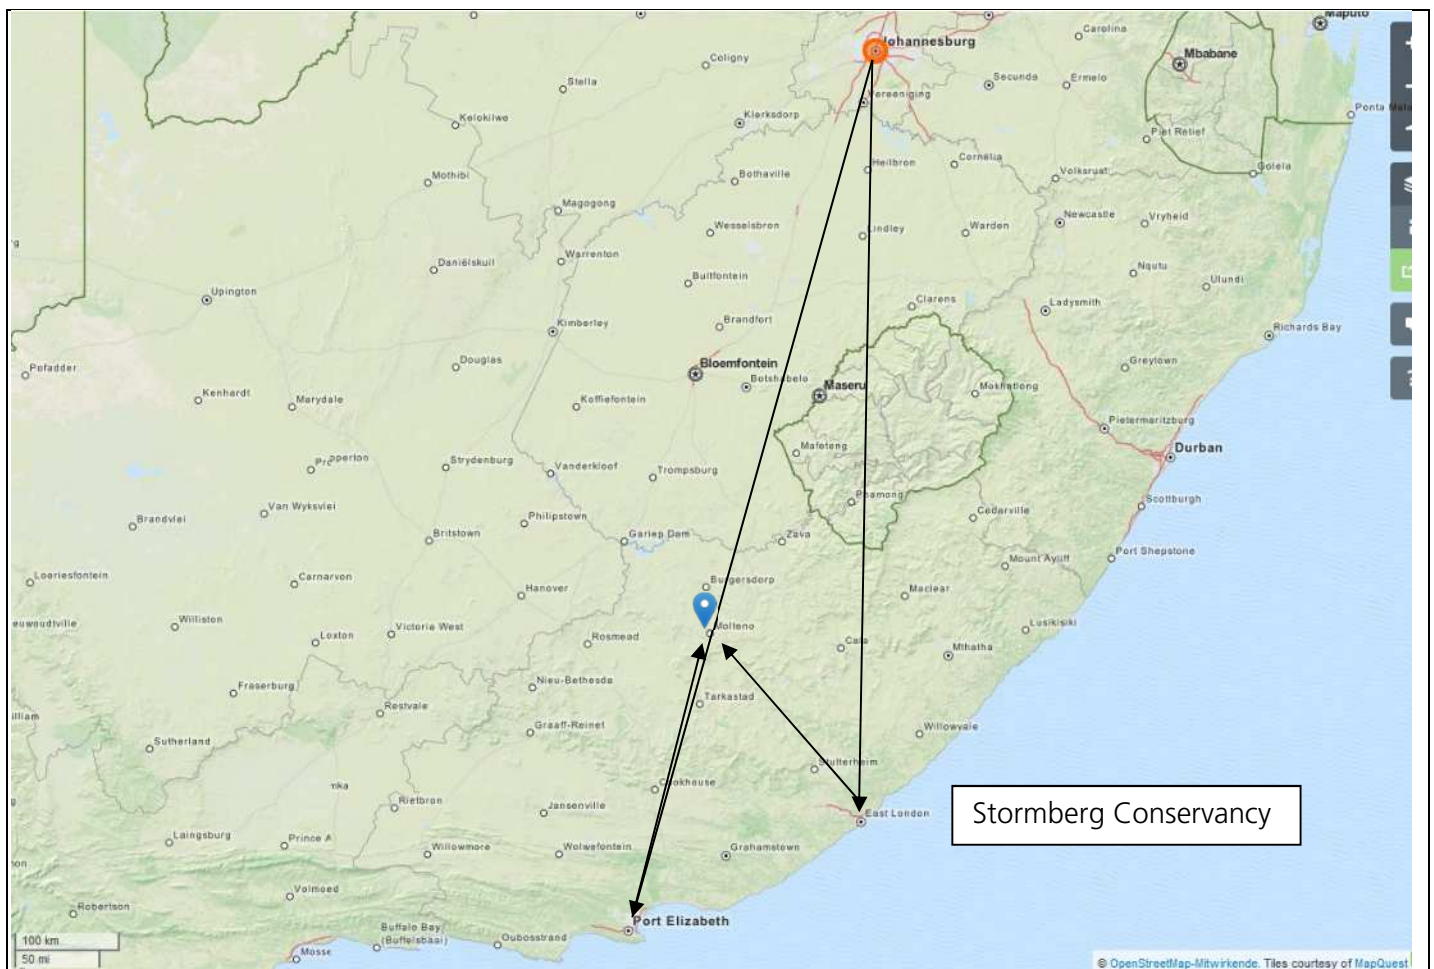 Maputo
Johannesburg
Carolina
Mbabane
Coligny
Stella
Secunda
Ermelo
Vereeniging
Klerksdorp
Piet Retief
Heilbron
Cornelia
Golela
Mothibi
Bothaville
Volksrust
Magogong
Wesselsbron
Lindley
Warden
Newcastle
Vryheid
Daniëlskuil
Warrenton
Bultfontein
Nqutu
Ulundi
Upington
Clarens
Ladysmith
Kimberley
Brandfort
Richards Bay
Pofadder
Douglas
Bloemfontein
Botshabelo
Maseru
Mokhotlong
Greytown
Kenhardt
Marydale
Koffiefontein
Pietermaritzburg
Durban
Mafeteng
Strydenburg
Vanderkloof
Trompsburg
Van Wyksvlei
Brandvlei
Philipstown
Scottburgh
Cedarville
Britstown
Gariep Dam
Zava
Mount Ayliff
Port Shepstone
Loeriesfontein
Carnarvon
Hanover
Burgersdorp
Maclear
Williston
Loxton
Victoria West
Rosmead
Molteno
Cala
Mthatha
Lusikisiki
Fraserburg
Restvale
Nieu-Bethesda
Tarkastad
Graaff-Reinet
Willowvale
Sutherland
Stutterheim
Cookhouse
Rietbron
Jansenville
East London
Stormberg Conservancy
Laingsburg
Prince A
Willowmore
Wolwefontein
Grahamstown
Volmoed
Robertson
Port Elizabeth
Buffalo Bay
(Buffelsbaai)
Oubosstrand
100 km
50 mi
© OpenStreetMap-Mitwirkende. Tiles courtesy of MapQuest